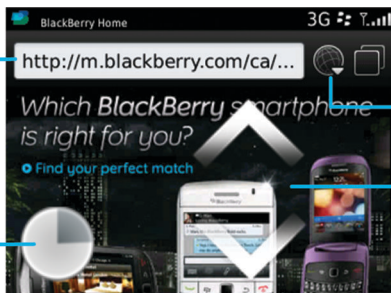 BlackBerry Home
3G
http://m.blackberry.com/ca/...
Which BlackBerry smartphone
is right for you?
Find your perfect match